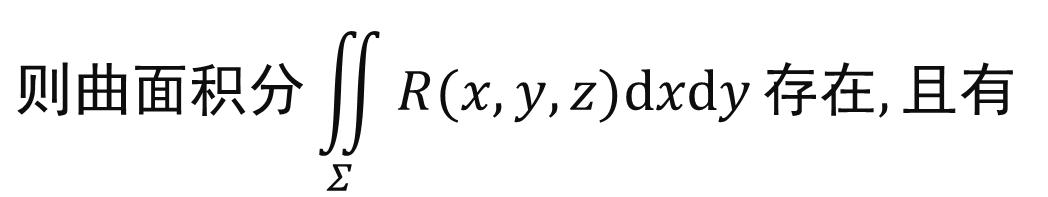 则曲面积分 ∬_Σ R(x, y, z)dxdy 存在, 且有